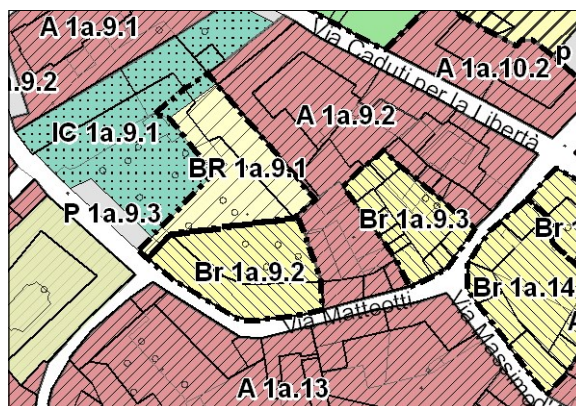 A 1a.9.1
a.9.2
Via Caduti per la Libertà
A 1a.10.2
p
IC 1a.9.1
A 1a.9.2
BR 1a.9.1
P 1a.9.3
Br 1a.9.3
Br 1
Br 1a.9.2
Br 1a.14
Via Matteotti
Via Massimo d
A 1a.13
A